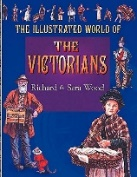 THE ILLUSTRATED WORLD OF
THE
VICTORIANS
Richard & Sara Wood